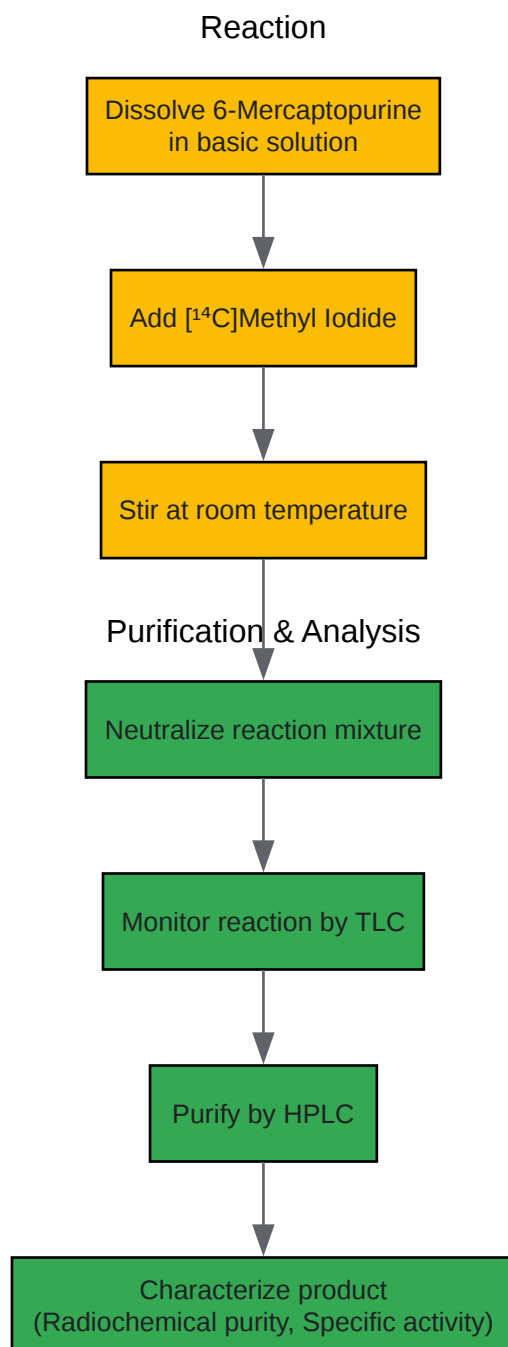 Reaction
Dissolve 6-Mercaptopurine
in basic solution
Add [¹⁴C]Methyl Iodide
Stir at room temperature
Purification & Analysis
Neutralize reaction mixture
Monitor reaction by TLC
Purify by HPLC
Characterize product
(Radiochemical purity, Specific activity)